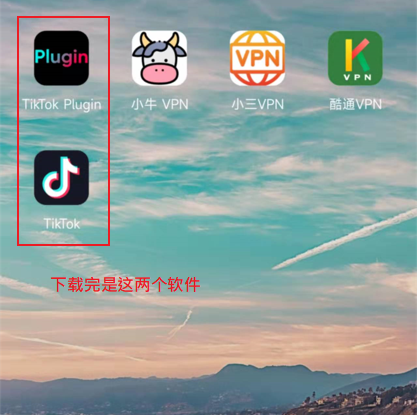 Plugin
VPN
K
VPN
TikTok Plugin
小牛 VPN
小三VPN
酷通VPN
TikTok
下载完是这两个软件